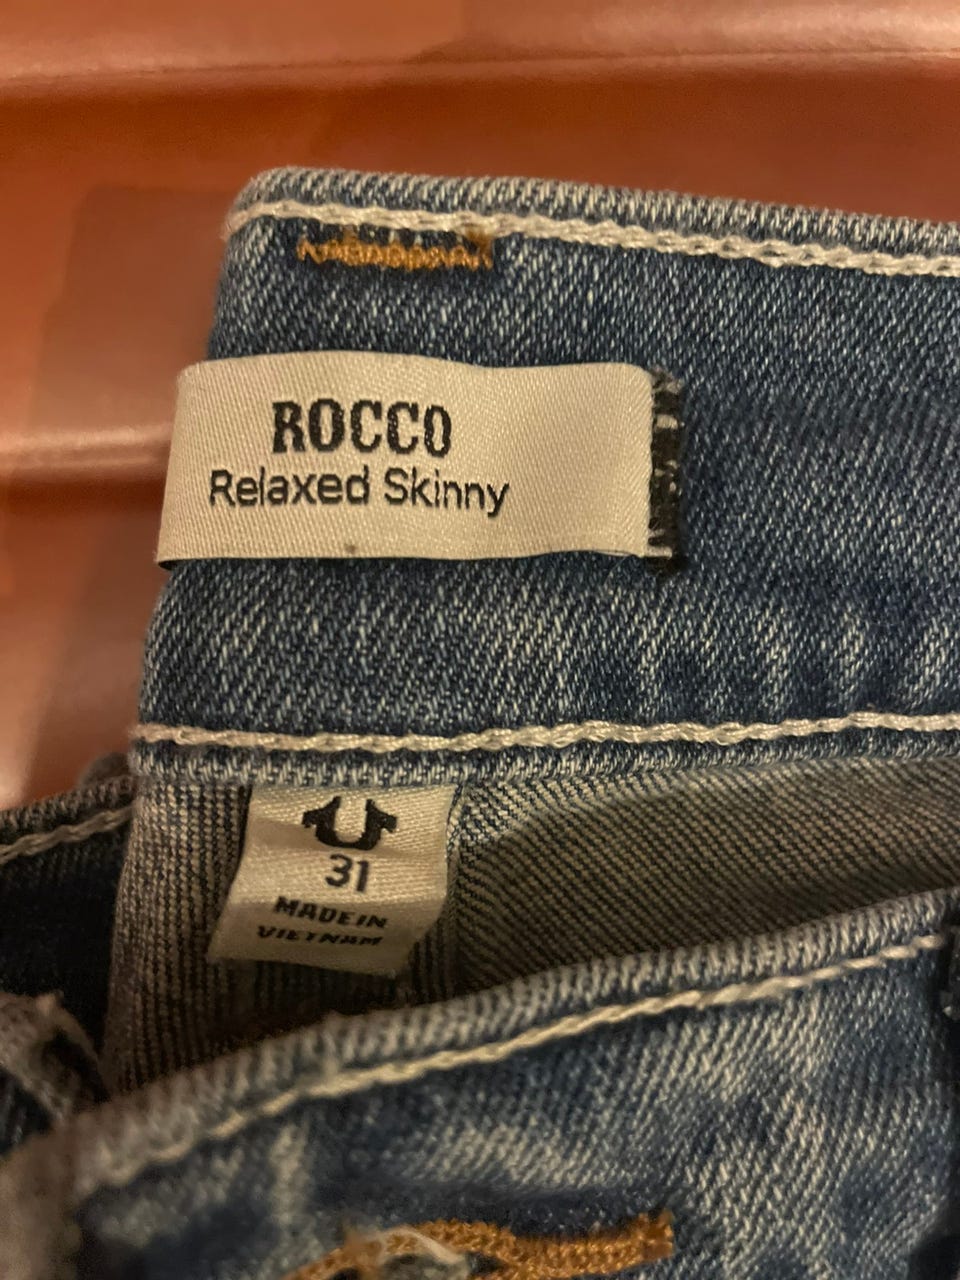 ROCCO
Relaxed Skinny
31
MADE IN
VIETNAM